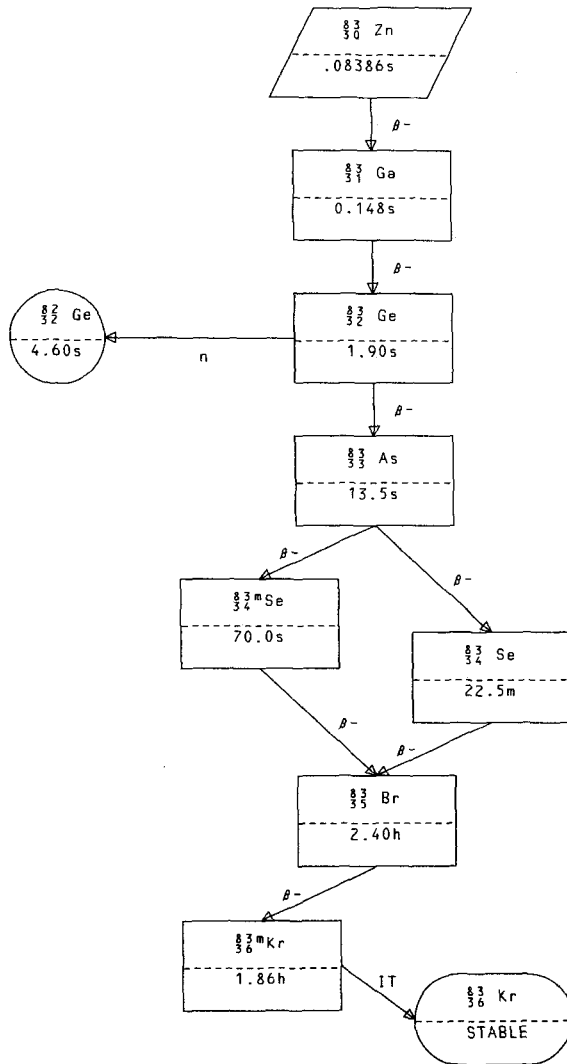 83
30 Zn
.08386s
β-
83
31 Ga
0.148s
β-
82
32 Ge
4.60s
n
83
32 Ge
1.90s
β-
83
33 As
13.5s
β-
β-
83m
34 Se
70.0s
83
34 Se
22.5m
β-
β-
83
35 Br
2.40h
β-
83m
36 Kr
1.86h
IT
83
36 Kr
STABLE